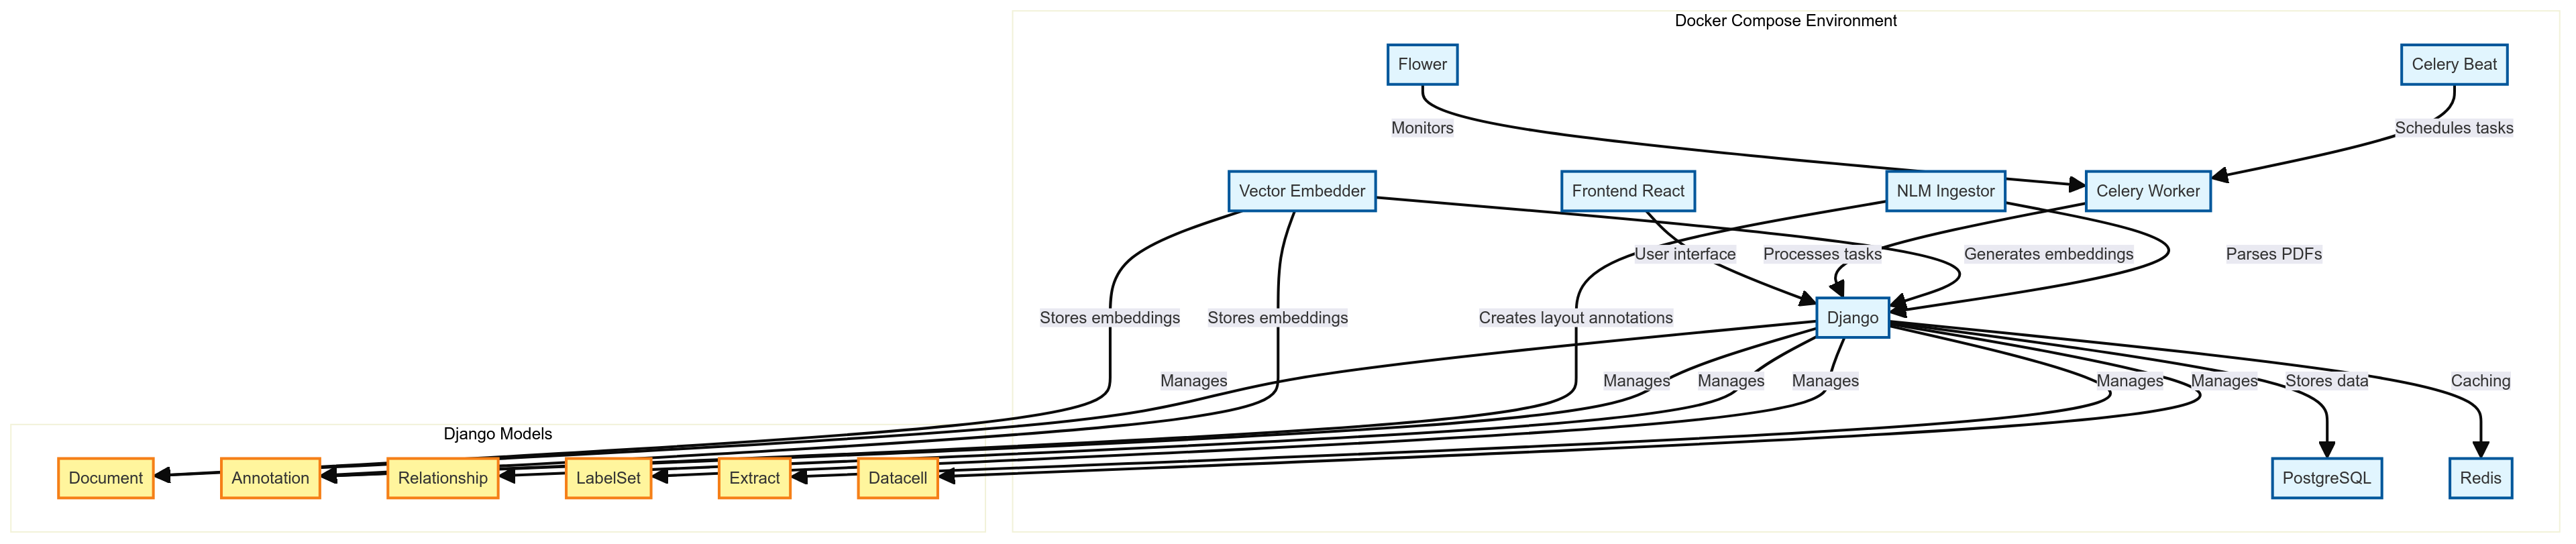 Docker Compose Environment
Flower
Celery Beat
Monitors
Schedules tasks
Vector Embedder
Frontend React
NLM Ingestor
Celery Worker
User interface
Processes tasks
Generates embeddings
Parses PDFs
Stores embeddings
Stores embeddings
Creates layout annotations
Django
Manages
Manages
Manages
Manages
Manages
Manages
Stores data
Caching
Django Models
Document
Annotation
Relationship
LabelSet
Extract
Datacell
PostgreSQL
Redis